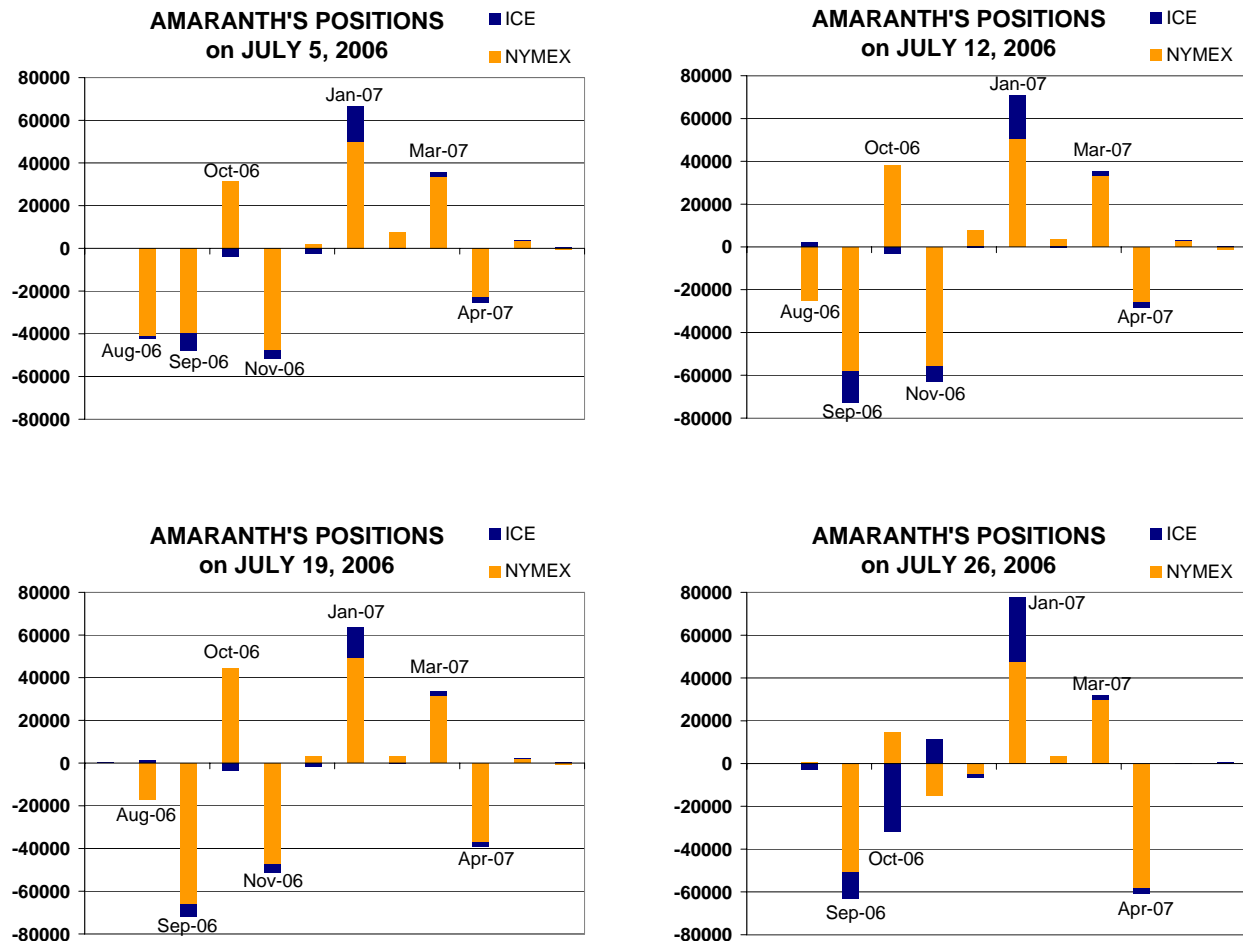 AMARANTH'S POSITIONS
on JULY 5, 2006
ICE
NYMEX
80000
60000
40000
20000
0
-20000
-40000
-60000
-80000
Jan-07
Mar-07
Oct-06
Apr-07
Aug-06
Sep-06
Nov-06
AMARANTH'S POSITIONS
on JULY 12, 2006
ICE
NYMEX
80000
60000
40000
20000
0
-20000
-40000
-60000
-80000
Jan-07
Oct-06
Mar-07
Aug-06
Apr-07
Sep-06
Nov-06
AMARANTH'S POSITIONS
on JULY 19, 2006
ICE
NYMEX
80000
60000
40000
20000
0
-20000
-40000
-60000
-80000
Jan-07
Oct-06
Mar-07
Aug-06
Apr-07
Nov-06
Sep-06
AMARANTH'S POSITIONS
on JULY 26, 2006
ICE
NYMEX
80000
60000
40000
20000
0
-20000
-40000
-60000
-80000
Jan-07
Mar-07
Oct-06
Sep-06
Apr-07